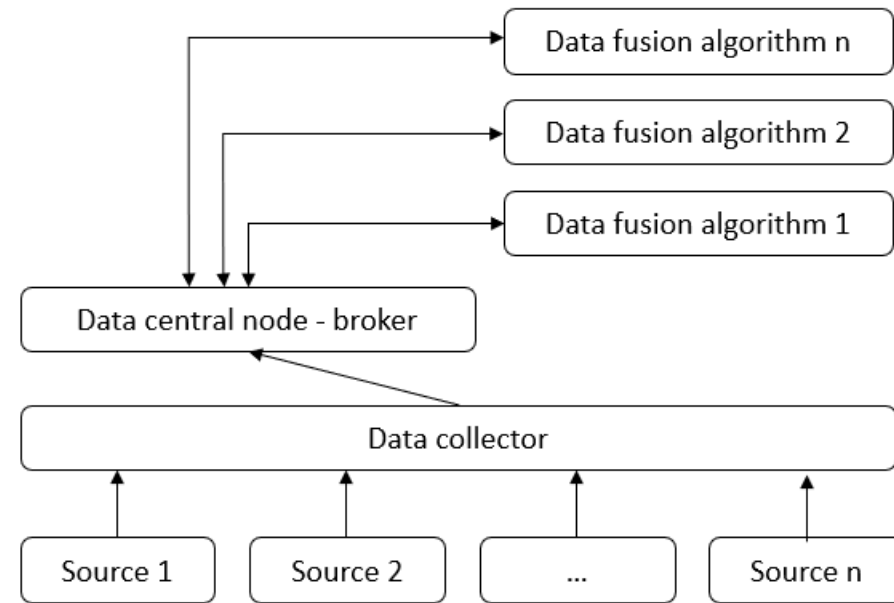 Data fusion algorithm n
Data fusion algorithm 2
Data fusion algorithm 1
Data central node - broker
Data collector
Source 1
Source 2
...
Source n